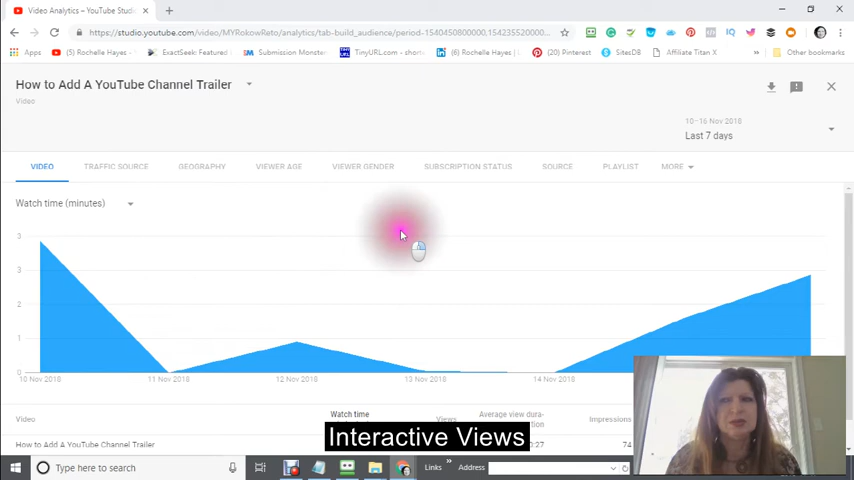 Video Analytics - YouTube Studi
https://studio.youtube.com/video/MYRokowReto/analytics/tab-build_audience/period-1540450800000,154235520000
Apps
(5) Rochelle Hayes -
ExactSeek: Featured
Submission Monster
TinyURL.com - short
(6) Rochelle Hayes |
(20) Pinterest
SitesDB
Affiliate Titan X
Other bookmarks
How to Add A YouTube Channel Trailer
Video
10–16 Nov 2018
Last 7 days
VIDEO
TRAFFIC SOURCE
GEOGRAPHY
VIEWER AGE
VIEWER GENDER
SUBSCRIPTION STATUS
SOURCE
PLAYLIST
MORE
Watch time (minutes)
3
3
2
1
0
10 Nov 2018
11 Nov 2018
12 Nov 2018
13 Nov 2018
14 Nov 2018
Video
Watch time
Views
Average view dura-
Impressions
Interactive Views
How to Add A YouTube Channel Trailer
:27
74
Type here to search
Links
Address